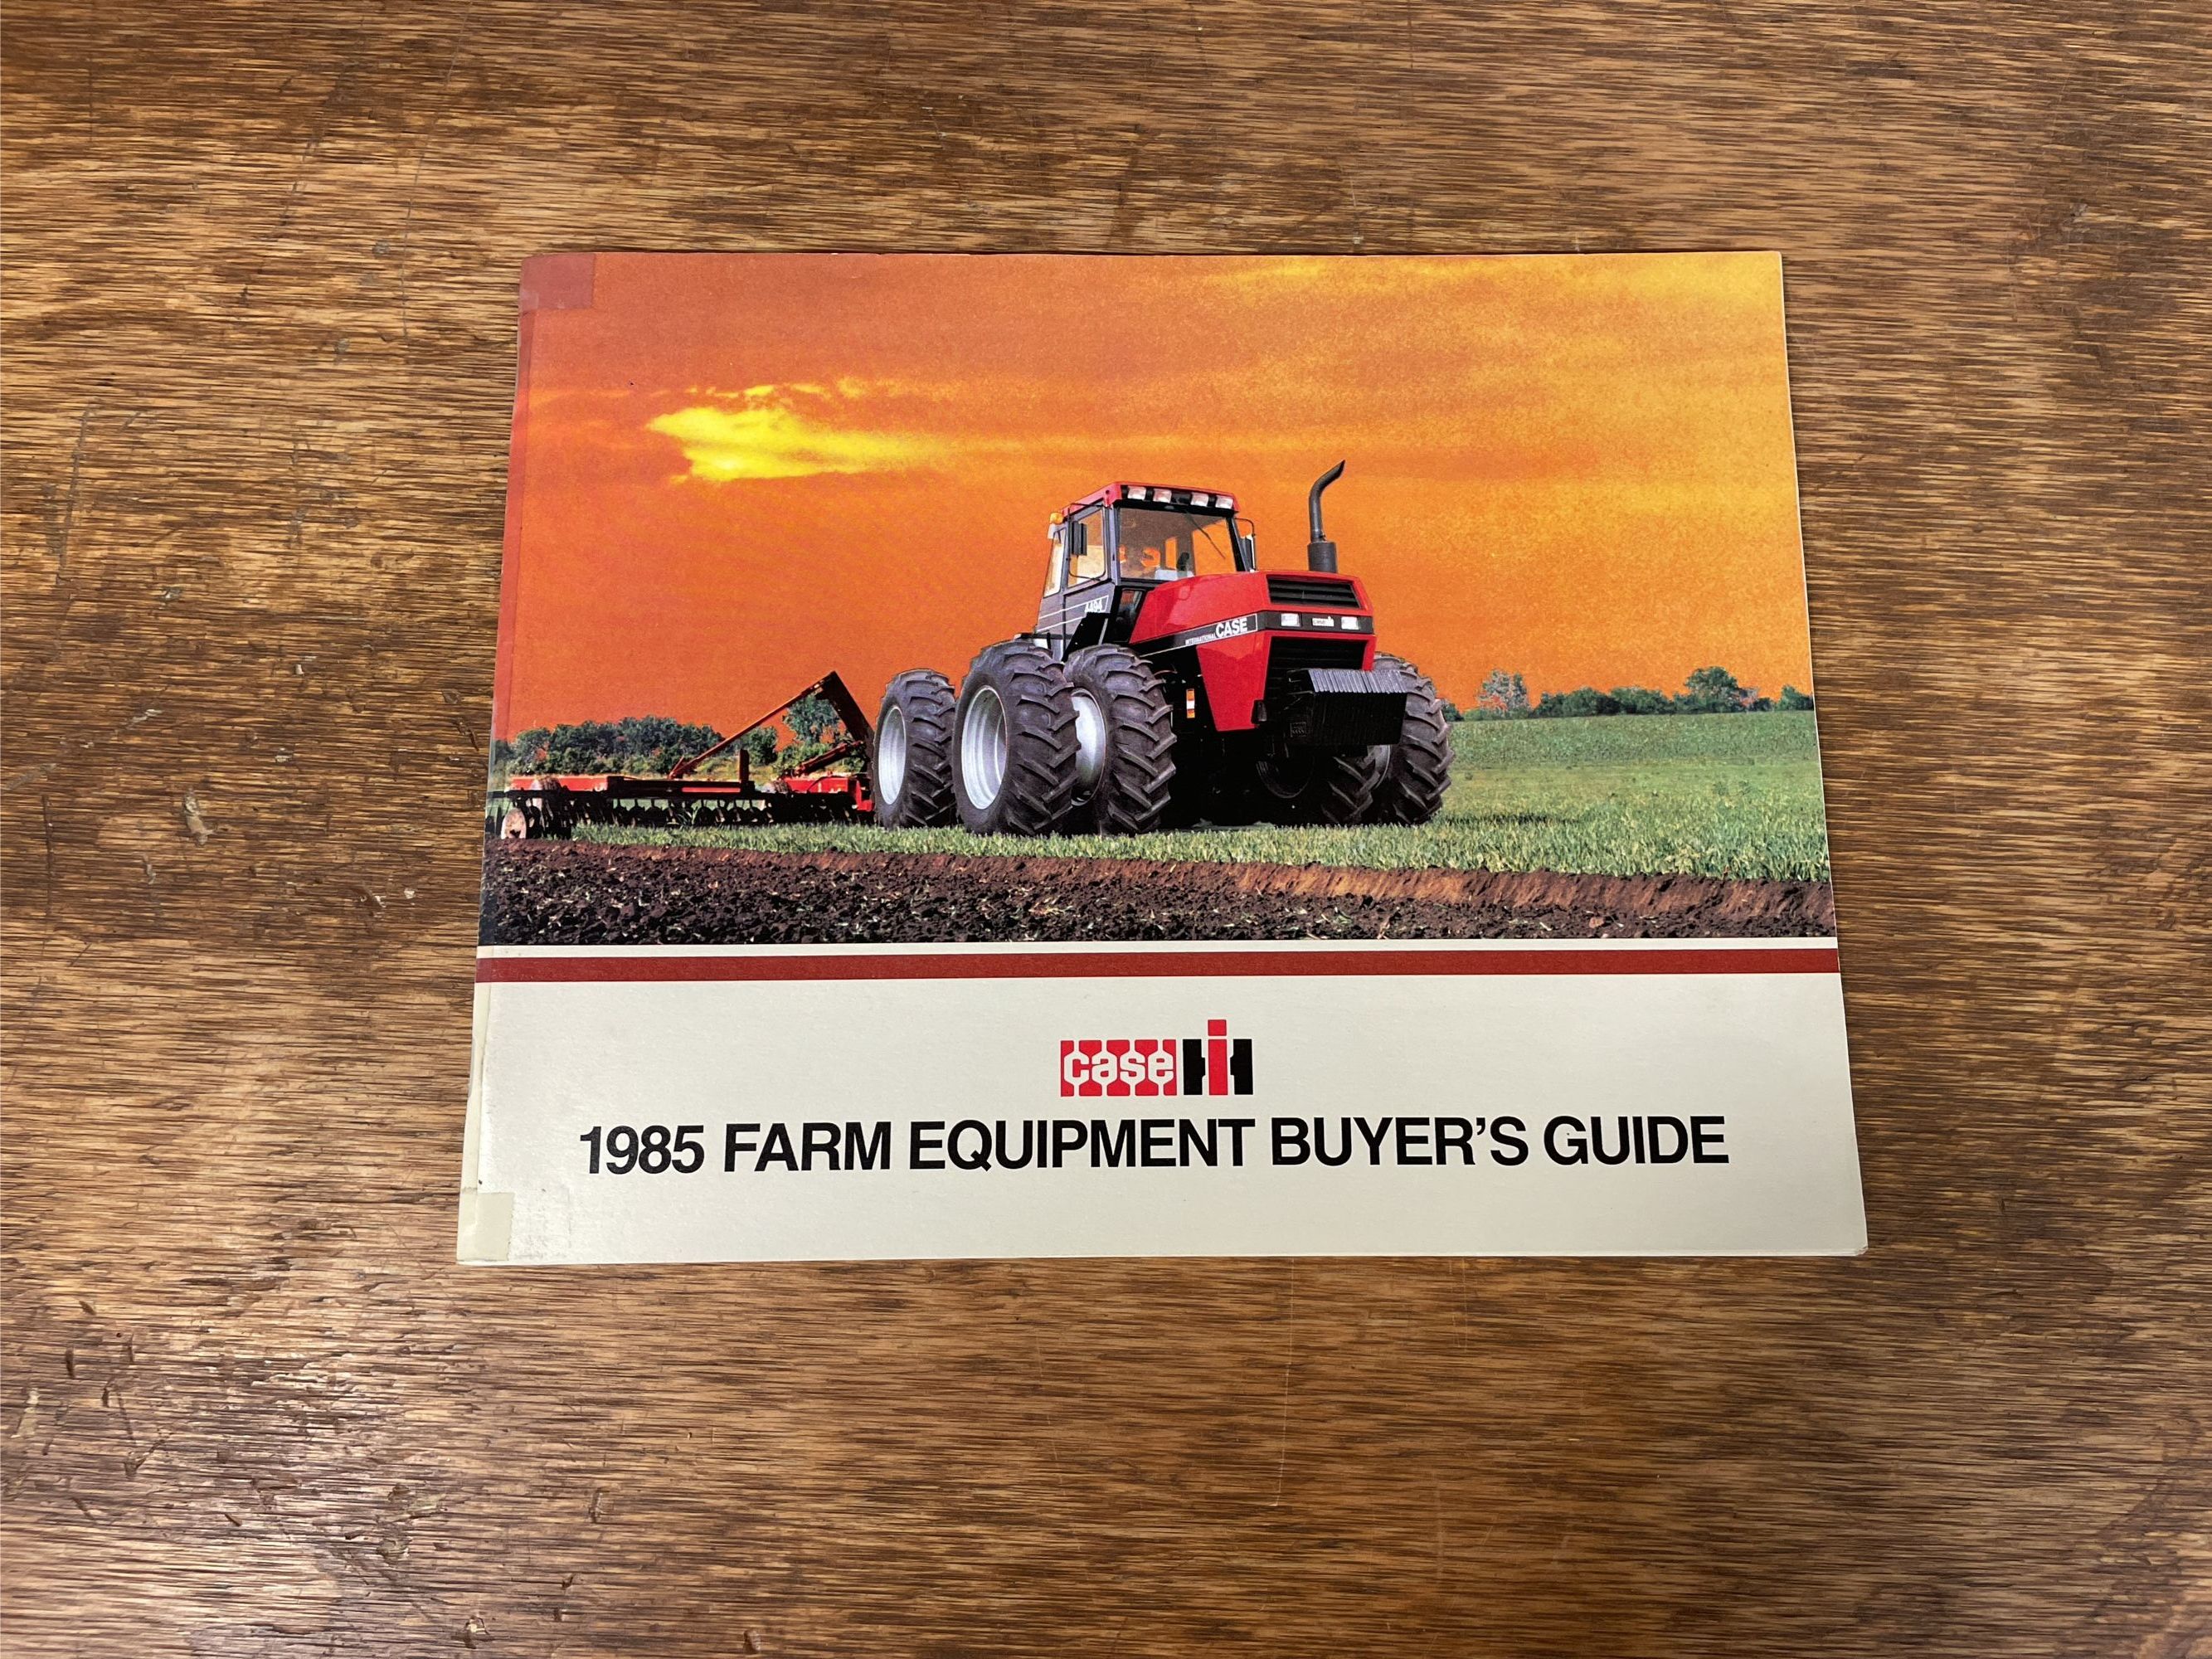 4494
INTERNATIONAL CASE
case IH
1985 FARM EQUIPMENT BUYER'S GUIDE